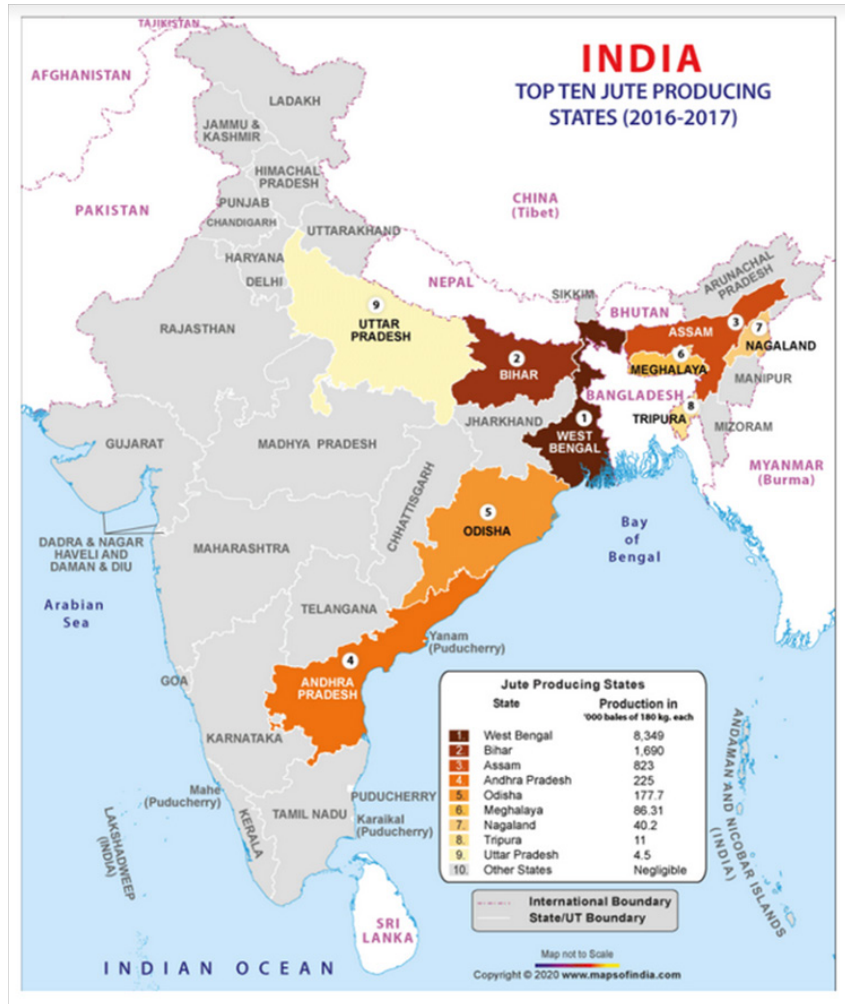 INDIA
TOP TEN JUTE PRODUCING
STATES (2016-2017)
TAJIKISTAN
AFGHANISTAN
LADAKH
JAMMU &
KASHMIR
HIMACHAL
PRADESH
PUNJAB
CHANDIGARH
PAKISTAN
UTTARAKHAND
CHINA
(Tibet)
HARYANA
DELHI
NEPAL
SIKKIM
ARUNACHAL
PRADESH
BHUTAN
RAJASTHAN
9
UTTAR
PRADESH
2
BIHAR
ASSAM
3
7
NAGALAND
6
MEGHALAYA
MANIPUR
BANGLADESH
8
TRIPURA
MIZORAM
JHARKHAND
1
WEST
BENGAL
GUJARAT
MADHYA PRADESH
CHHATTISGARH
MYANMAR
(Burma)
5
ODISHA
Bay
of
Bengal
DADRA & NAGAR
HAVELI AND
DAMAN & DIU
MAHARASHTRA
Arabian
Sea
TELANGANA
Yanam
(Puducherry)
4
ANDHRA
PRADESH
GOA
KARNATAKA
Mahe
(Puducherry)
PUDUCHERRY
TAMIL NADU
Karaikal
(Puducherry)
KERALA
LAKSHADWEEP
(INDIA)
ANDAMAN AND NICOBAR ISLANDS
(INDIA)
SRI
LANKA
INDIAN OCEAN
Jute Producing States
State Production in
'000 bales of 180 kg. each
1. West Bengal 8,349
2 Bihar 1,690
3 Assam 823
4 Andhra Pradesh 225
5 Odisha 177.7
6. Meghalaya 86.31
7. Nagaland 40.2
8. Tripura 11
9. Uttar Pradesh 4.5
10. Other States Negligible
International Boundary
State/UT Boundary
Map not to Scale
Copyright © 2020 www.mapsofindia.com